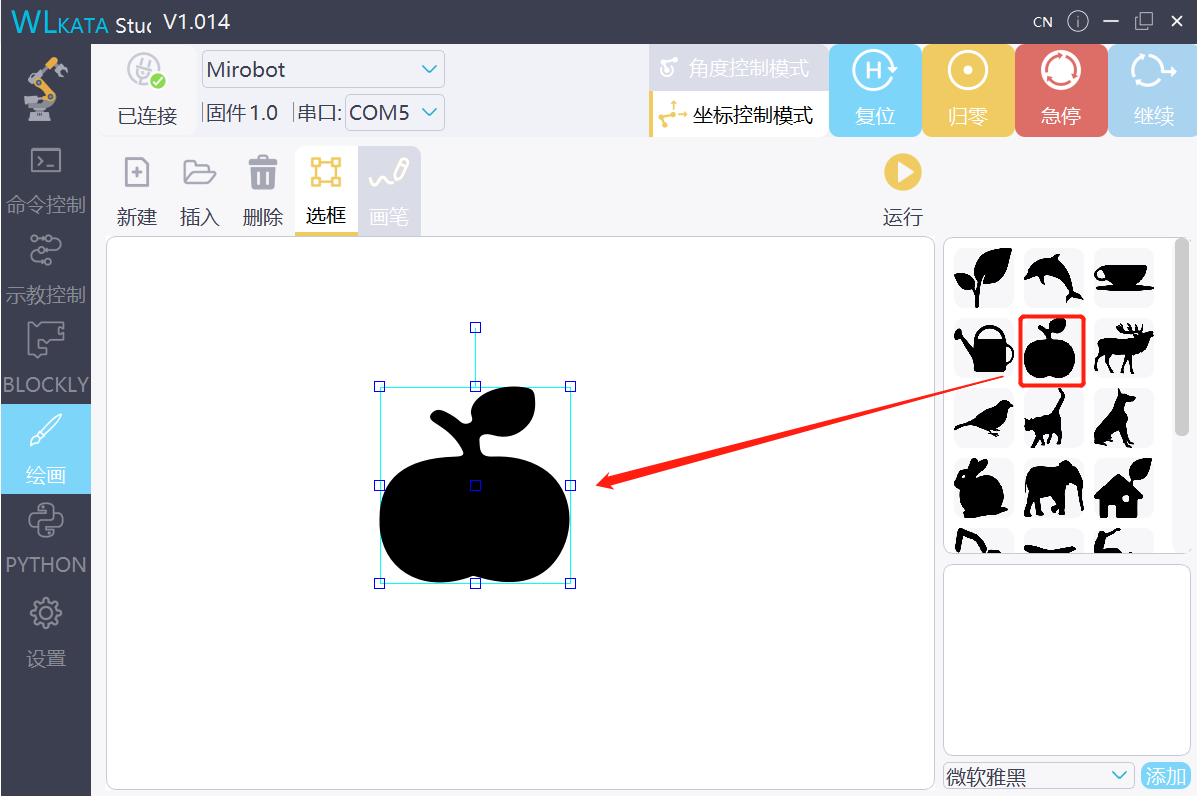 WLKATA Stuc V1.014
CN
已连接
Mirobot
固件 1.0
串口: COM5
角度控制模式
坐标控制模式
复位
归零
急停
继续
命令控制
示教控制
BLOCKLY
绘画
PYTHON
设置
新建
插入
删除
选框
画笔
运行
微软雅黑
添加